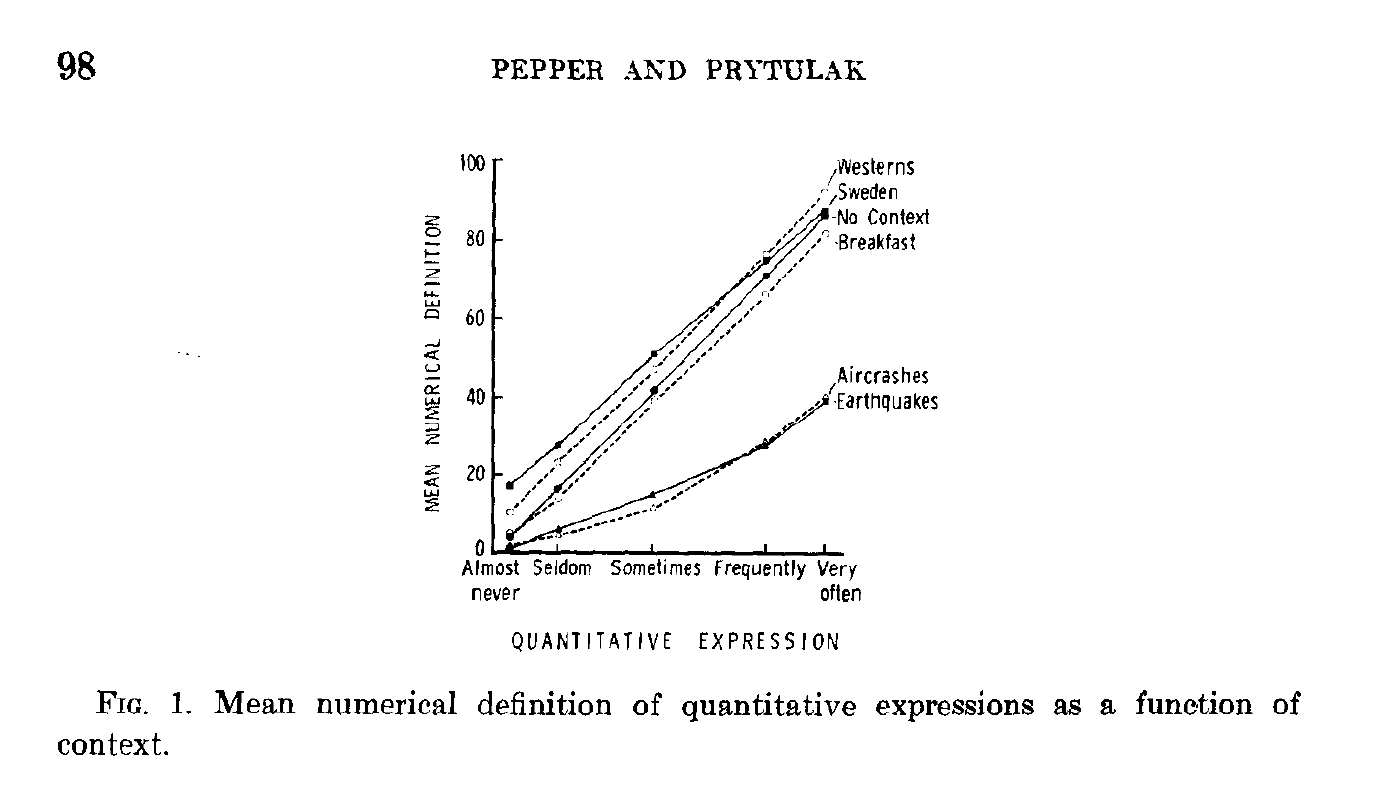 98
PEPPER AND PRYTULAK
100
80
60
40
20
0
MEAN NUMERICAL DEFINITION
Westerns
Sweden
No Context
Breakfast
Aircrashes
Earthquakes
Almost Seldom Sometimes Frequently Very
never often
QUANTITATIVE EXPRESSION
FIG. 1. Mean numerical definition of quantitative expressions as a function of
context.